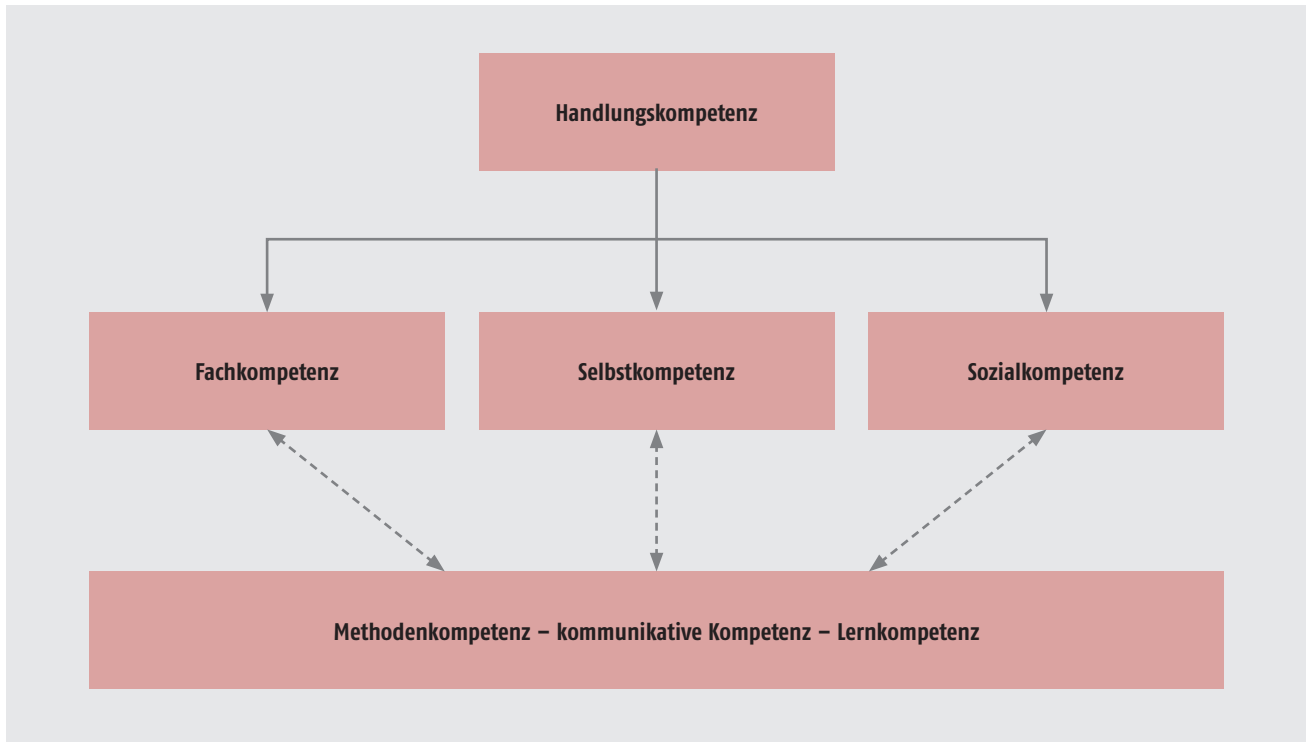 Handlungskompetenz
Fachkompetenz
Selbstkompetenz
Sozialkompetenz
Methodenkompetenz – kommunikative Kompetenz – Lernkompetenz